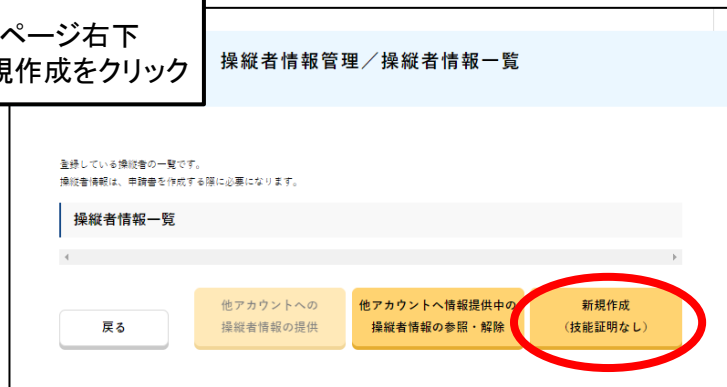 ページ右下
規作成をクリック
操縦者情報管理／操縦者情報一覧
登録している操縦者の一覧です。
操縦者情報は、申請書を作成する際に必要になります。
操縦者情報一覧
戻る
他アカウントへの
操縦者情報の提供
他アカウントへ情報提供中の
操縦者情報の参照・解除
新規作成
（技能証明なし）